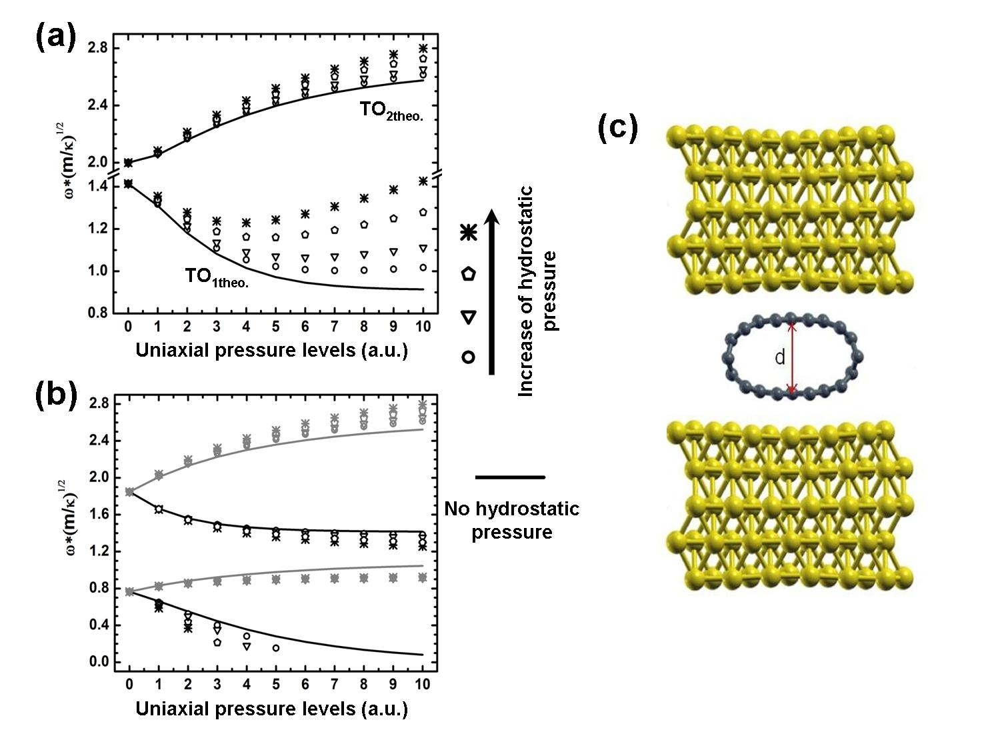 (a)
2.8
2.4
2.0
1.4
1.2
1.0
0.8
ω*(m/κ)^1/2
TO2theo.
TO1theo.
0 1 2 3 4 5 6 7 8 9 10
Uniaxial pressure levels (a.u.)
Increase of hydrostatic
pressure
(b)
2.8
2.4
2.0
1.6
1.2
0.8
0.4
0.0
ω*(m/κ)^1/2
0 1 2 3 4 5 6 7 8 9 10
Uniaxial pressure levels (a.u.)
No hydrostatic
pressure
(c)
d